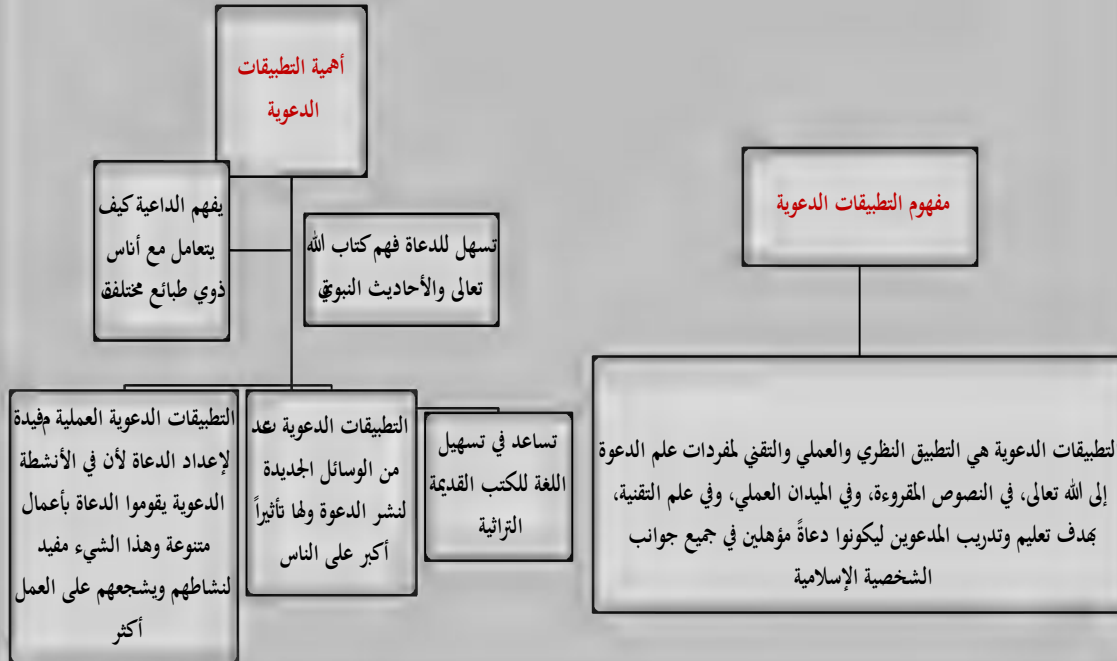 مفهوم التطبيقات الدعوية
لتطبيقات الدعوية هي التطبيق النظري والعملي والتقني لمفردات علم الدعوة
إلى الله تعالى، في النصوص المقروءة، وفي الميدان العملي، وفي علم التقنية،
بهدف تعليم وتدريب المدعوين ليكونوا دعاةً مؤهلين في جميع جوانب
الشخصية الإسلامية
أهمية التطبيقات
الدعوية
تسهل للدعاة فهم كتاب الله
تعالى والأحاديث النبوية
يفهم الداعية كيف
يتعامل مع أناس
ذوي طبائع مختلفة
تساعد في تسهيل
اللغة للكتب القديمة
التراثية
التطبيقات الدعوية تعد
من الوسائل الجديدة
لنشر الدعوة ولها تأثيراً
أكبر على الناس
التطبيقات الدعوية العملية مفيدة
لإعداد الدعاة لأن في الأنشطة
الدعوية يقوموا الدعاة بأعمال
متنوعة وهذا الشيء مفيد
لنشاطهم ويشجعهم على العمل
أكثر